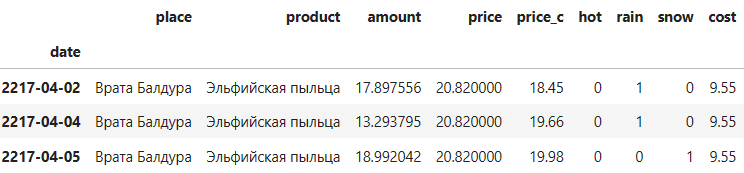 place product amount price price_c hot rain snow cost
date
2217-04-02 Врата Балдура Эльфийская пыльца 17.897556 20.820000 18.45 0 1 0 9.55
2217-04-04 Врата Балдура Эльфийская пыльца 13.293795 20.820000 19.66 0 1 0 9.55
2217-04-05 Врата Балдура Эльфийская пыльца 18.992042 20.820000 19.98 0 0 1 9.55